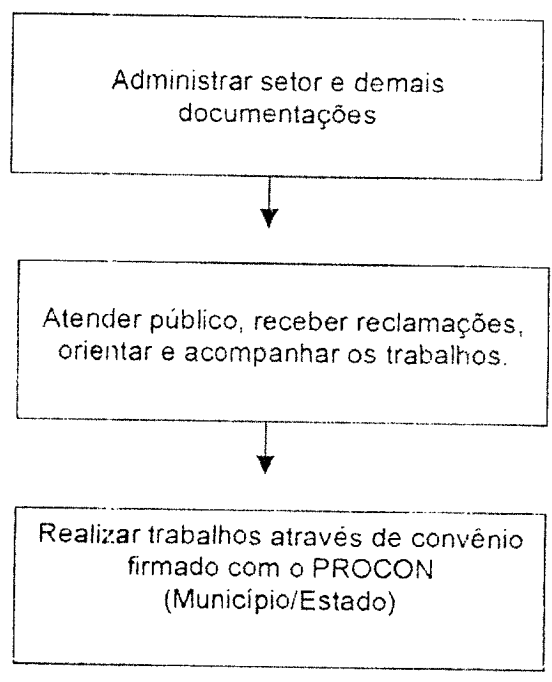 Administrar setor e demais
documentações
Atender público, receber reclamações,
orientar e acompanhar os trabalhos.
Realizar trabalhos através de convênio
firmado com o PROCON
(Município/Estado)